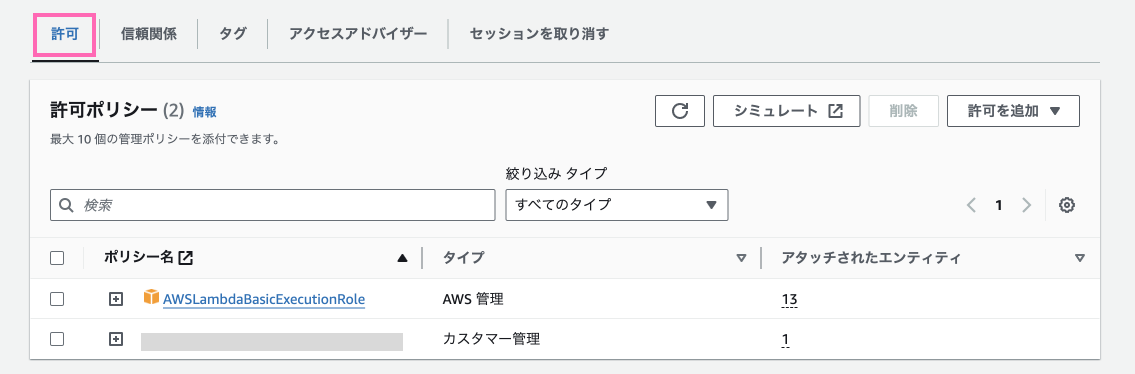 許可 信頼関係 タグ アクセスアドバイザー セッションを取り消す
許可ポリシー (2) 情報
シミュレート 削除 許可を追加
最大 10 個の管理ポリシーを添付できます。
絞り込み タイプ
検索 すべてのタイプ 1
ポリシー名 タイプ アタッチされたエンティティ
AWSLambdaBasicExecutionRole AWS 管理 13
カスタマー管理 1